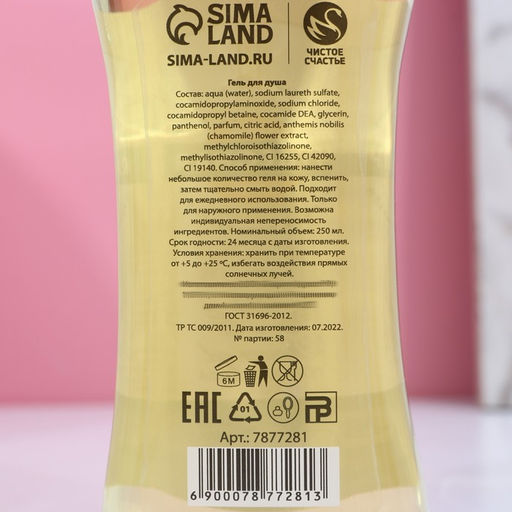 SIMA
LAND
SIMA-LAND.RU
ЧИСТОЕ
СЧАСТЬЕ
Гель для душа
Состав: aqua (water), sodium laureth sulfate,
cocamidopropylaminoxide, sodium chloride,
cocamidopropyl betaine, cocamide DEA, glycerin,
panthenol, parfum, citric acid, anthemis nobilis
(chamomile) flower extract,
methylchloroisothiazolinone,
methylisothiazolinone, CI 16255, CI 42090,
CI 19140. Способ применения: нанести
небольшое количество геля на кожу, вспенить,
затем тщательно смыть водой. Подходит
для ежедневного использования. Только
для наружного применения. Возможна
индивидуальная непереносимость
ингредиентов. Номинальный объем: 250 мл.
Срок годности: 24 месяца с даты изготовления.
Условия хранения: хранить при температуре
от +5 до +25 °C, избегать воздействия прямых
солнечных лучей.
ГОСТ 31696-2012.
ТР ТС 009/2011. Дата изготовления: 07.2022.
№ партии: 58
6M
EAC
01
Арт.: 7877281
6 900078 772813